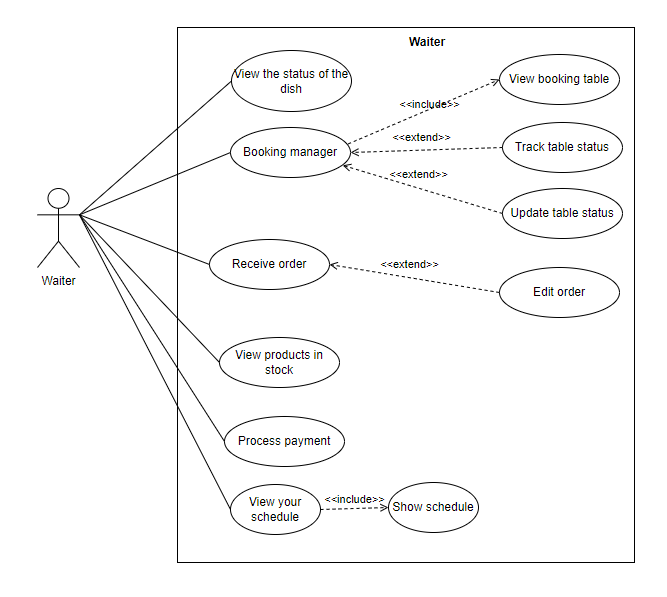 Waiter
View the status of the
dish
View booking table
<<include>>
Booking manager
<<extend>>
Track table status
<<extend>>
Update table status
Waiter
Receive order
<<extend>>
Edit order
View products in
stock
Process payment
View your
schedule
<<include>>
Show schedule